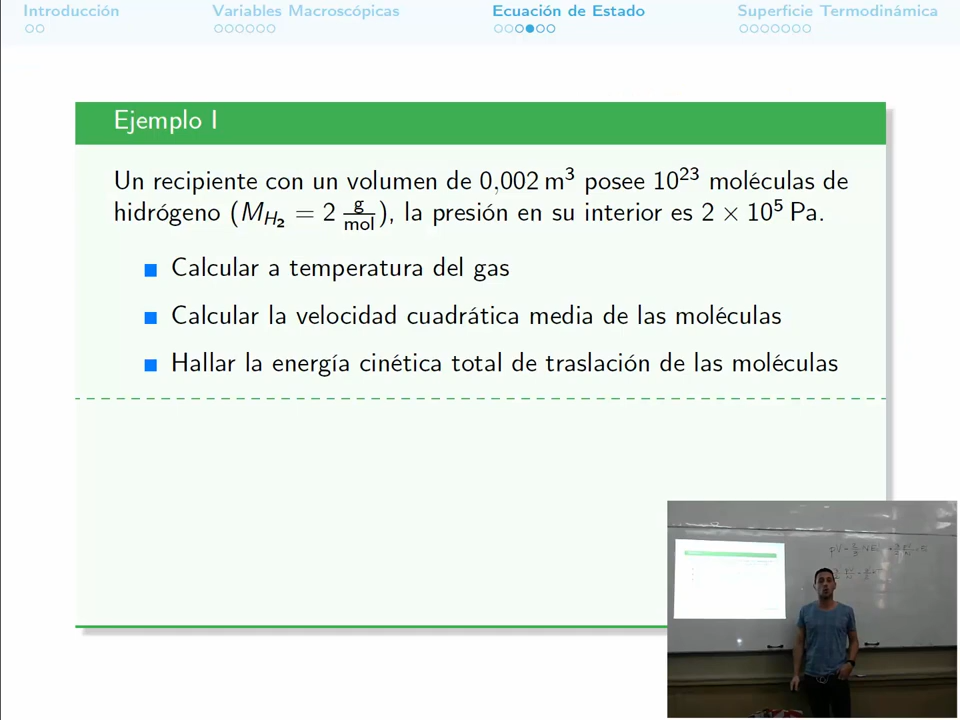 Introducción
Variables Macroscópicas
Ecuación de Estado
Superficie Termodinámica
Ejemplo I
Un recipiente con un volumen de 0,002 m³ posee 10²³ moléculas de
hidrógeno (M_H₂ = 2 g/mol), la presión en su interior es 2 × 10⁵ Pa.
Calcular a temperatura del gas
Calcular la velocidad cuadrática media de las moléculas
Hallar la energía cinética total de traslación de las moléculas